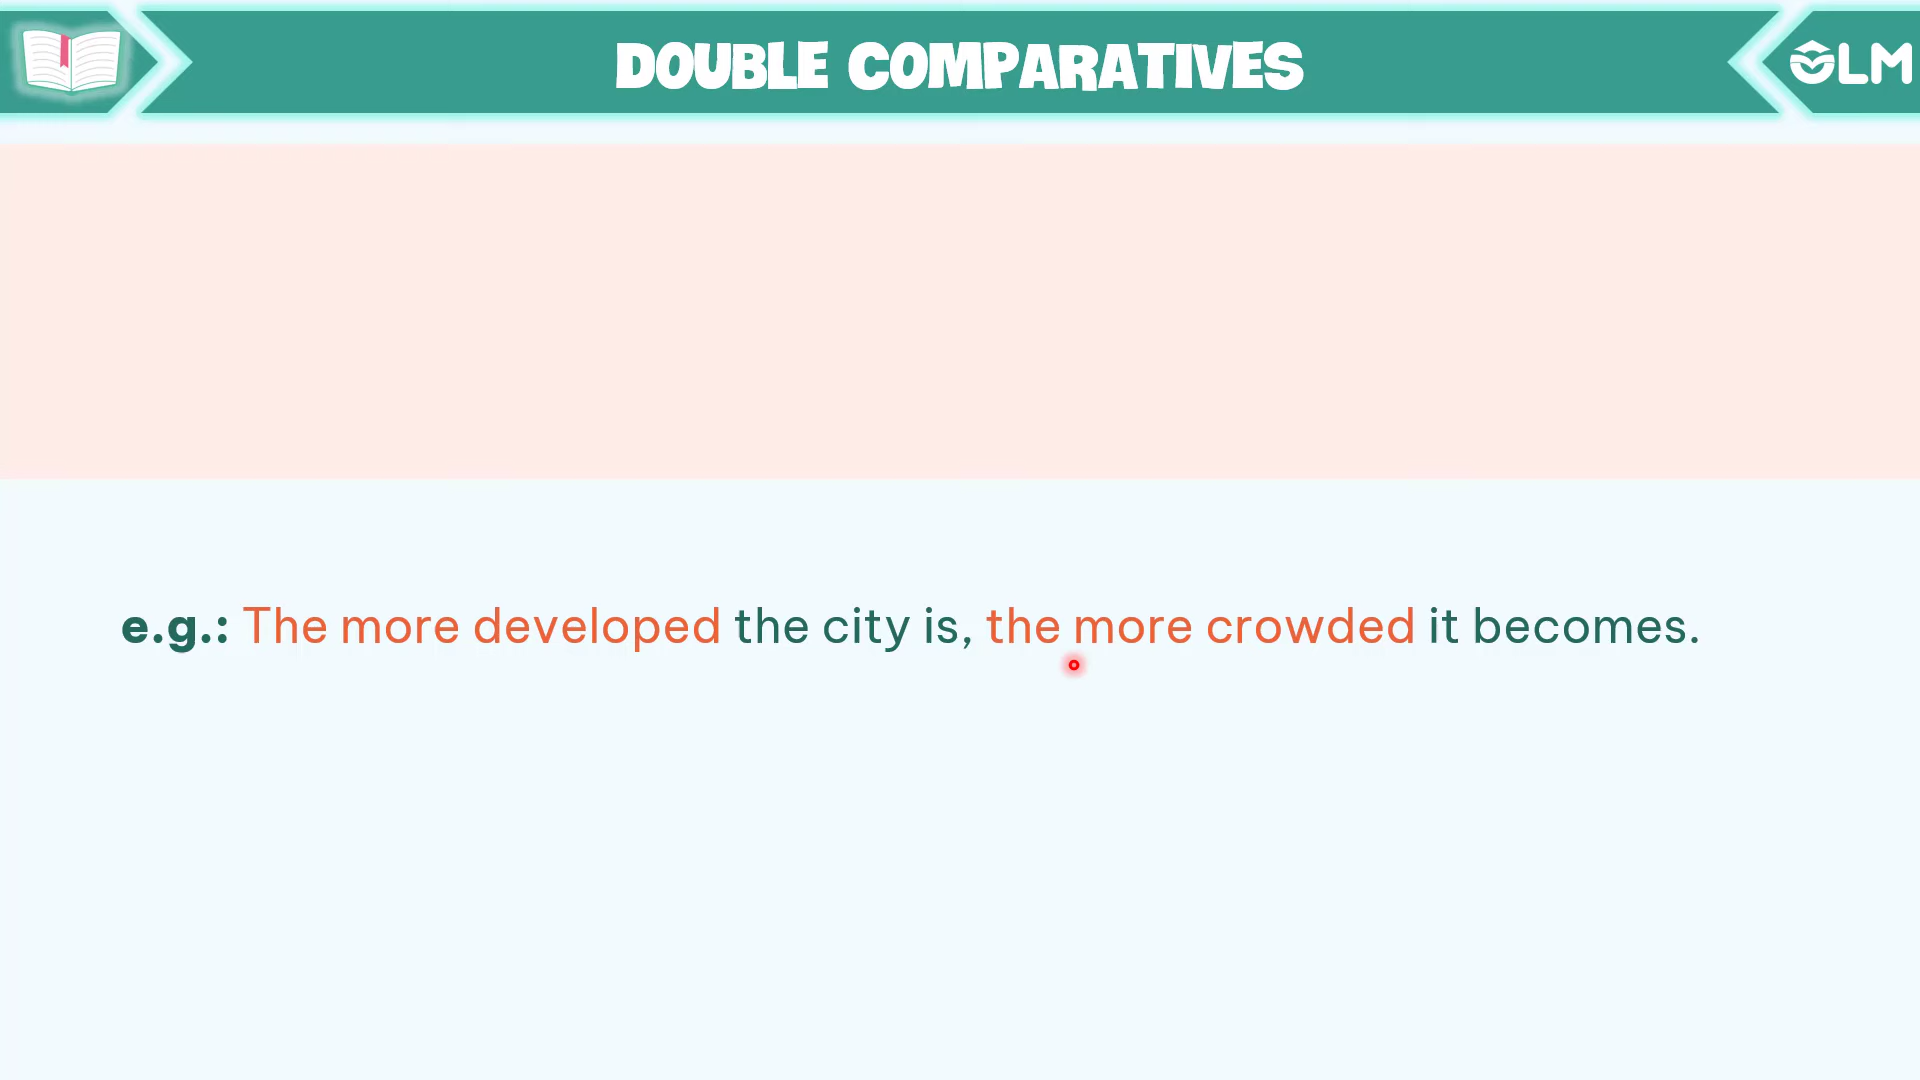 DOUBLE COMPARATIVES
OLM
e.g.: The more developed the city is, the more crowded it becomes.